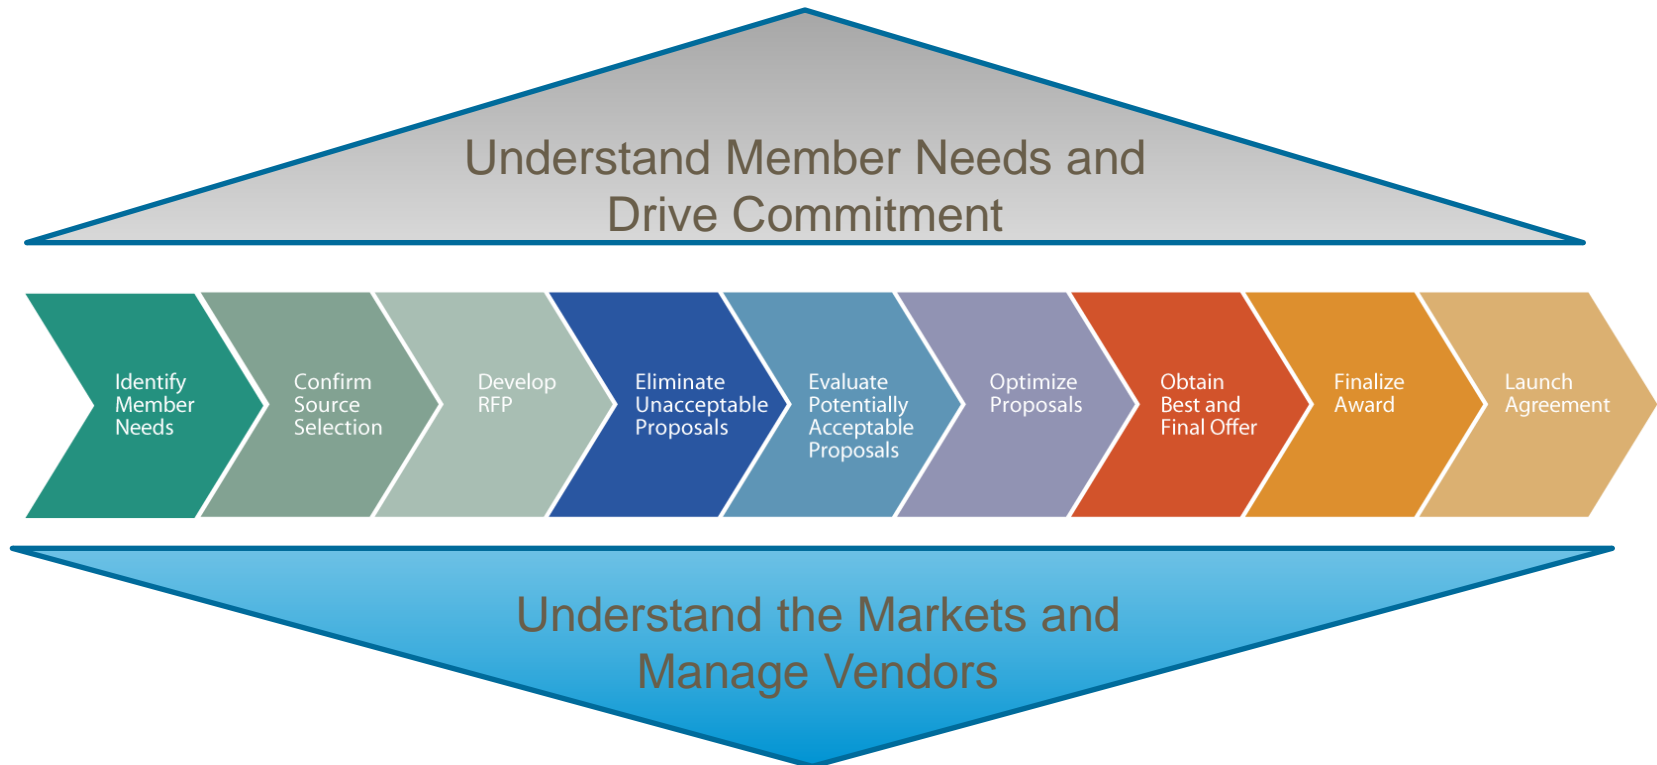 Understand Member Needs and
Drive Commitment
Identify
Member
Needs
Confirm
Source
Selection
Develop
RFP
Eliminate
Unacceptable
Proposals
Evaluate
Potentially
Acceptable
Proposals
Optimize
Proposals
Obtain
Best and
Final Offer
Finalize
Award
Launch
Agreement
Understand the Markets and
Manage Vendors